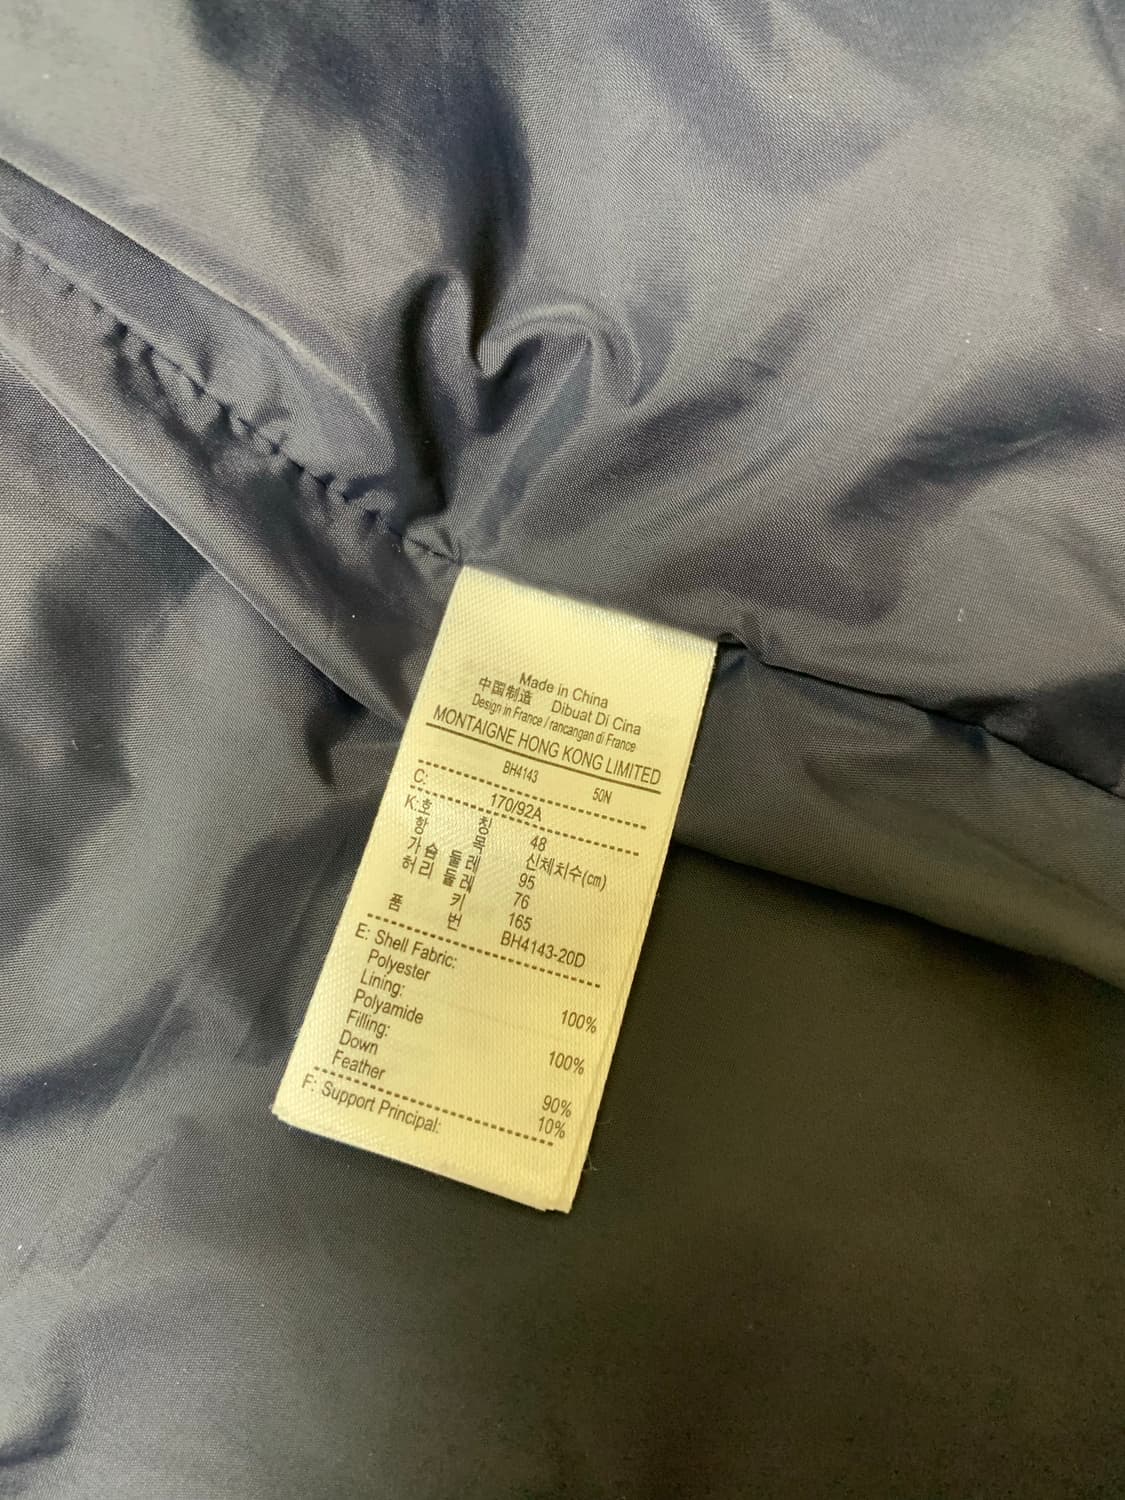 Made in China
中国制造 Dibuat Di Cina
Design in France / rancangan di France
MONTAIGNE HONG KONG LIMITED
BH4143 50N
C: 170/92A
K: 호 칭 48
항 목 신체치수(㎝)
가 슴 둘 레 95
허 리 둘 레 76
키 165
품 번 BH4143-20D
E: Shell Fabric:
Polyester 100%
Lining:
Polyamide 100%
Filling:
Down 90%
Feather 10%
F: Support Principal: